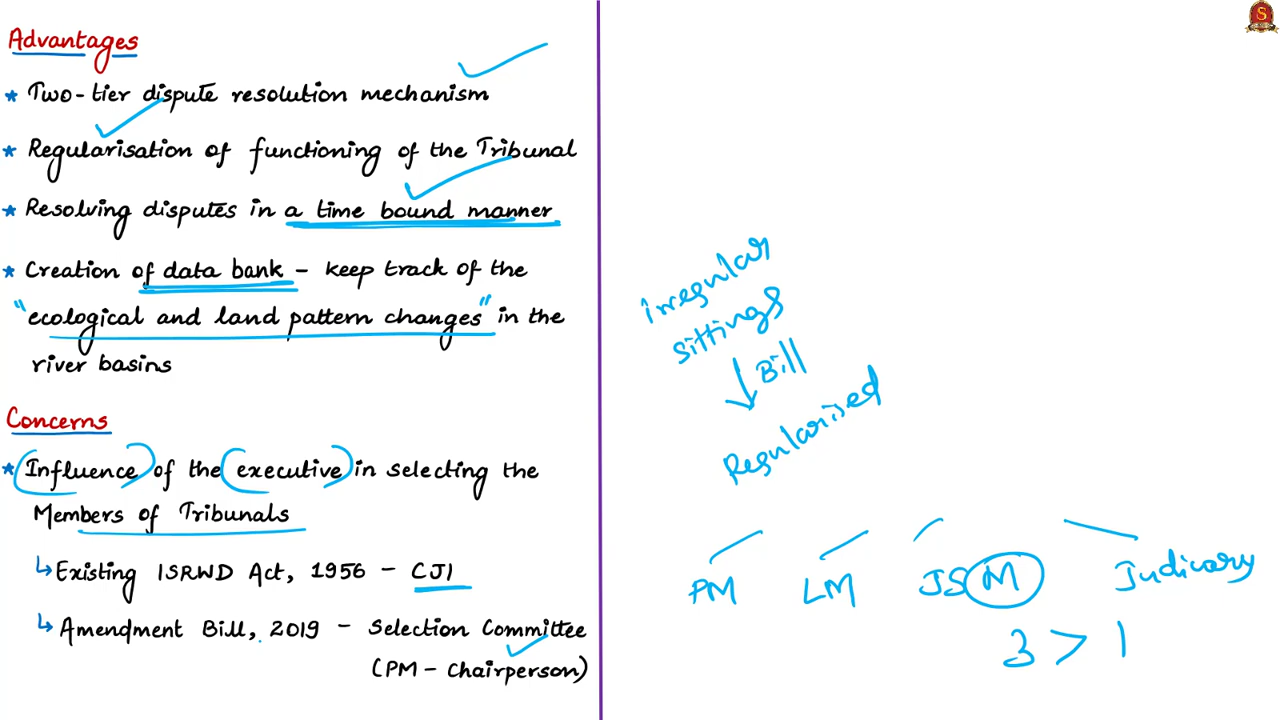 Advantages
* Two-tier dispute resolution mechanism
* Regularisation of functioning of the Tribunal
* Resolving disputes in a time bound manner
* Creation of data bank - keep track of the
"ecological and land pattern changes" in the
river basins
Concerns
* Influence of the executive in selecting the
Members of Tribunals
↳ Existing ISRWD Act, 1956 - CJI
↳ Amendment Bill, 2019 - Selection Committee
(PM - Chairperson)
irregular
sittings
↓ Bill
Regularised
PM LM JSM Judicary
3 > 1
S